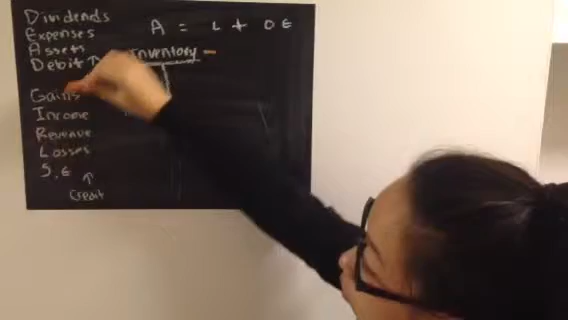 Dividends
Expenses
Assets
Debit ↑
Gains
Income
Revenue
Losses
S.E
↑
Credit
A = L + OE
Inventory -